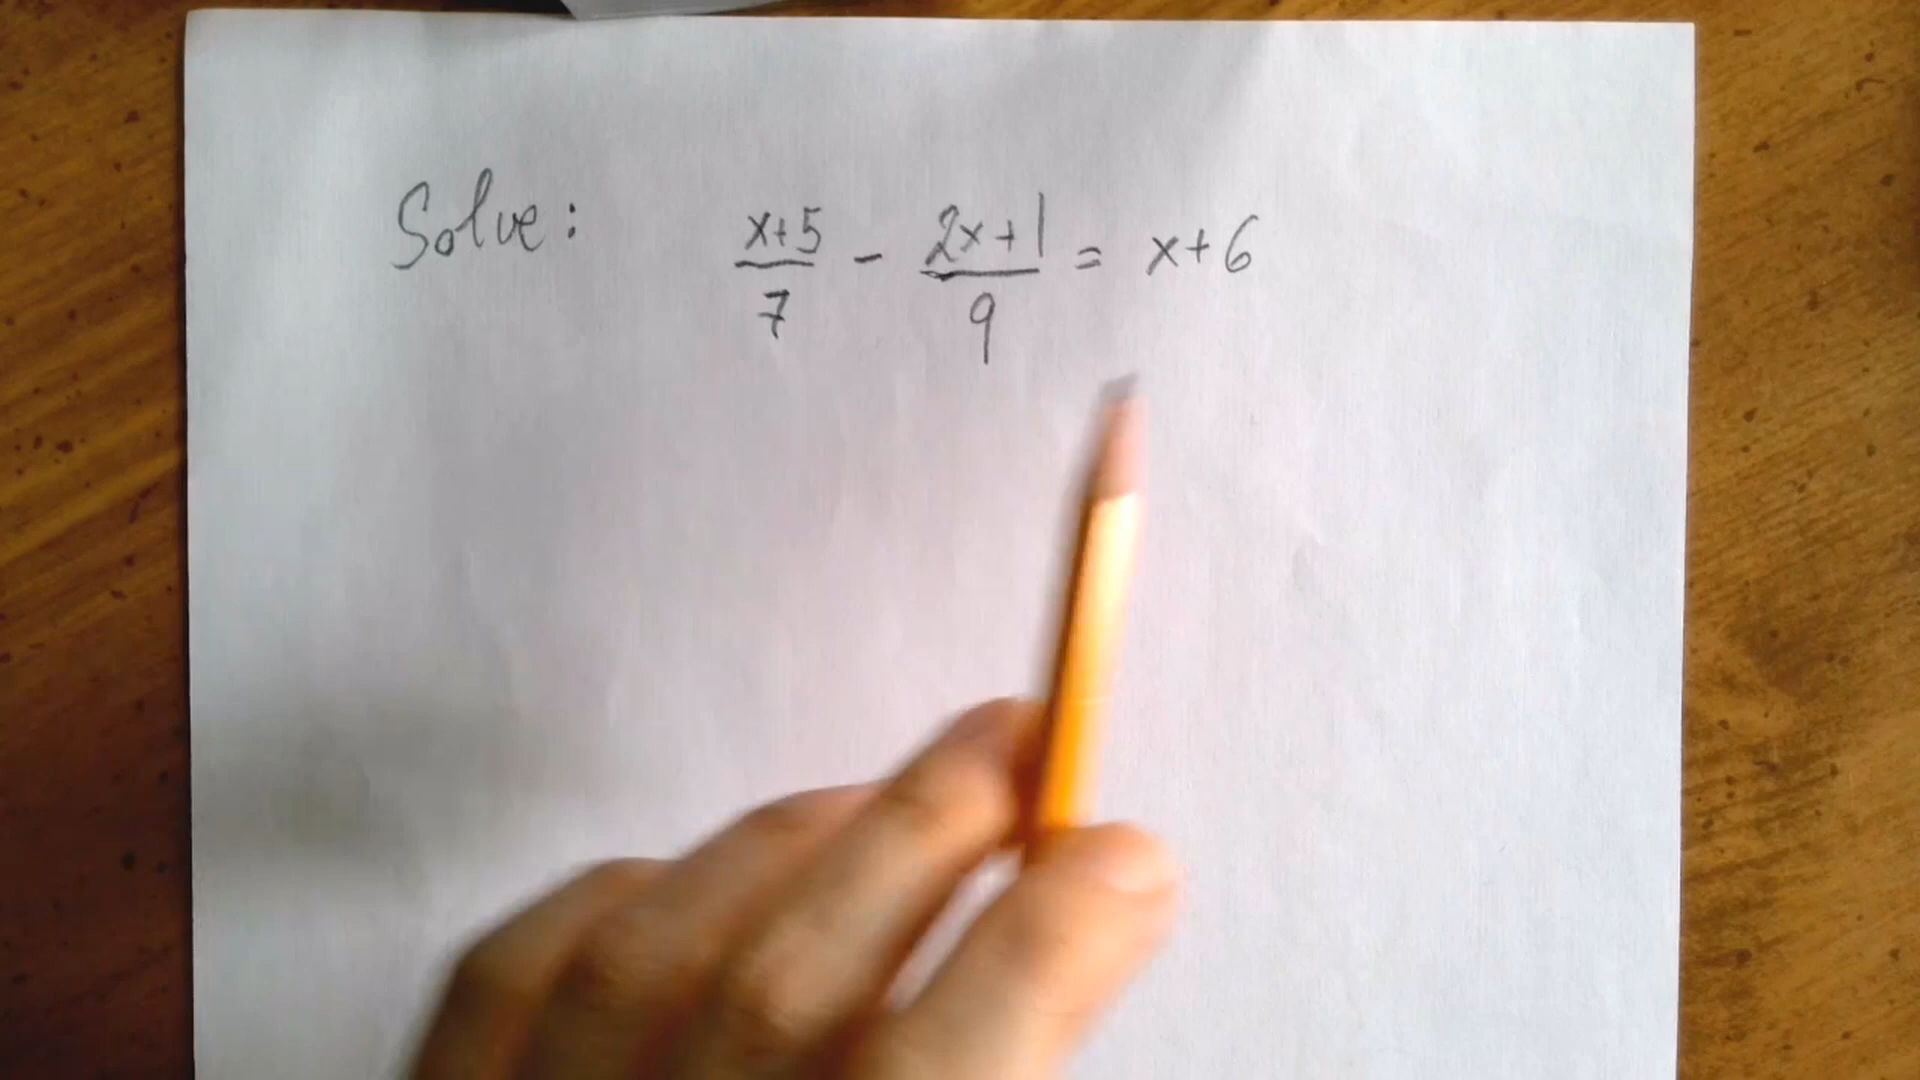 Solve: (x+5)/7 - (2x+1)/9 = x+6